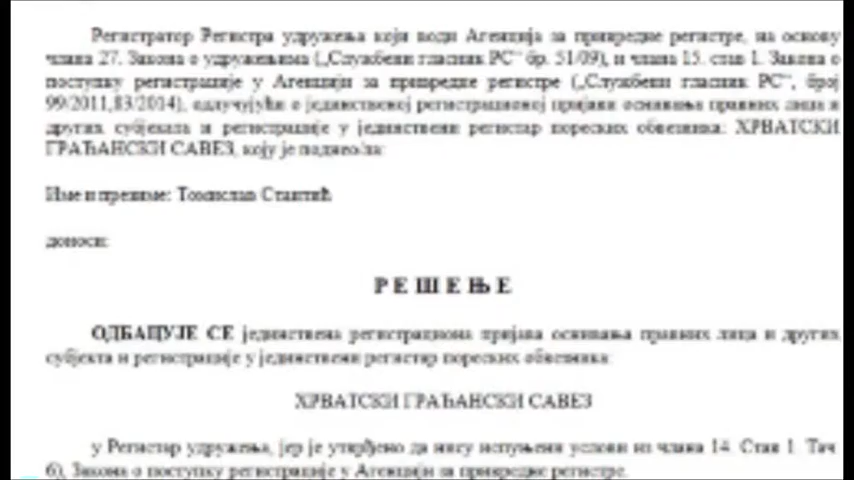 Регистратор Регистра удружења који води Агенција за привредне регистре, на основу
члана 27. Закона о удружењима („Службени гласник РС“ бр. 51/09), и члана 15. став 1. Закона о
поступку регистрације у Агенцији за привредне регистре („Службени гласник РС“, број
99/2011,83/2014), одлучујући о јединственој регистрационој пријави оснивања правних лица и
других субјеката и регистрације у јединствени регистар пореских обвезника: ХРВАТСКИ
ГРАЂАНСКИ САВЕЗ, коју је поднео/ла:
Име и презиме: Томислав
доноси:
Р Е Ш Е Њ Е
ОДБАЦУЈЕ СЕ јединствена регистрациона пријава оснивања правних лица и других
субјекта и регистрације у јединствени регистар пореских обвезника:
ХРВАТСКИ ГРАЂАНСКИ САВЕЗ
у Регистар удружења, јер је утврђено да нису испуњени услови из члана 14. Став 1. Тач
6), Закона о поступку регистрације у Агенцији за привредне регистре.